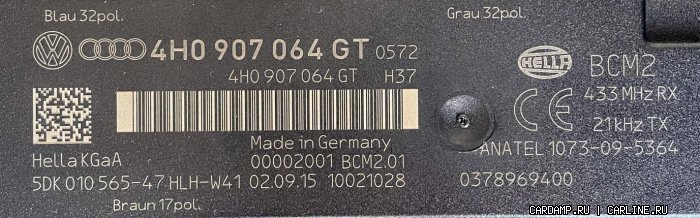 Blau 32pol.
Grau 32pol.
4H0 907 064 GT 0572
4H0 907 064 GT H37
HELLA
BCM2
433 MHz RX
21kHz TX
Made in Germany
ANATEL 1073-09-5364
Hella KGaA
00002001 BCM2.01
5DK 010 565-47 HLH-W41 02.09.15 10021028
0378969400
Braun 17pol.
CARDAMP.RU | CARLINE.RU